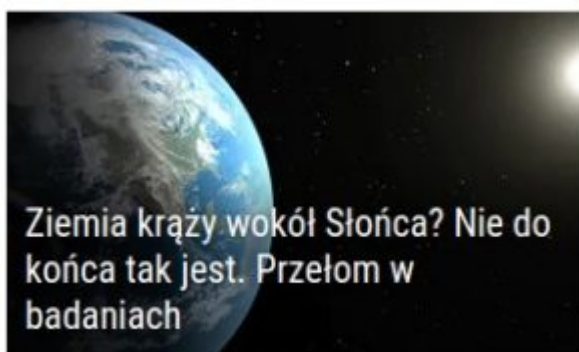 Ziemia krąży wokół Słońca? Nie do
końca tak jest. Przełom w
badaniach